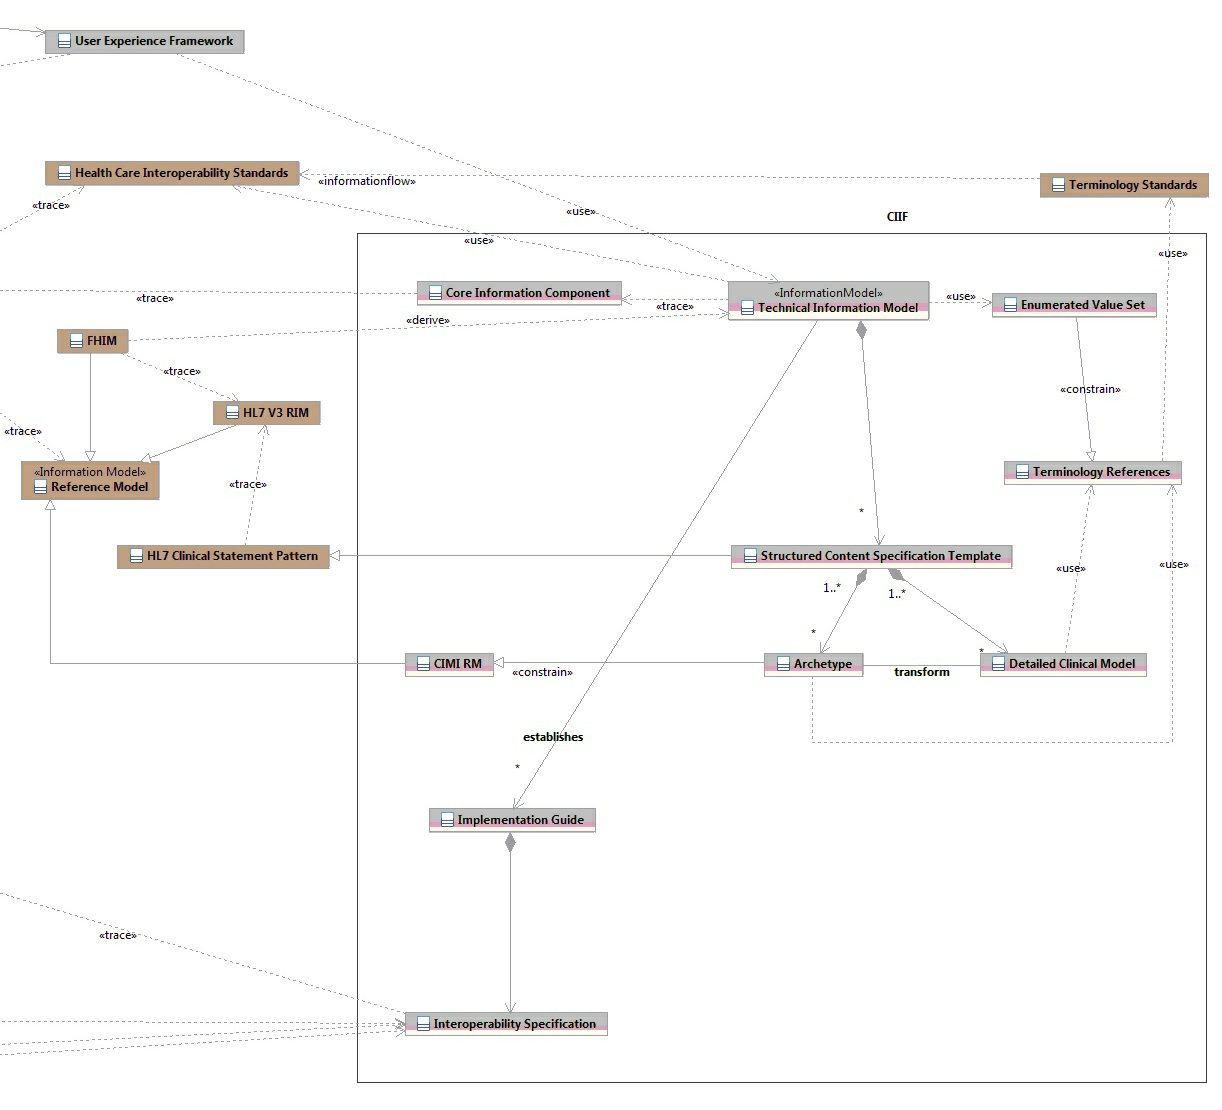 User Experience Framework
Health Care Interoperability Standards
«informationflow»
Terminology Standards
«trace»
«use»
CIIF
«use»
«use»
Core Information Component
«InformationModel»
Technical Information Model
«trace»
«trace»
«use»
Enumerated Value Set
«derive»
FHIM
«trace»
«constrain»
HL7 V3 RIM
«trace»
«Information Model»
Reference Model
Terminology References
«trace»
*
HL7 Clinical Statement Pattern
Structured Content Specification Template
«use»
«use»
1..*
1..*
*
*
CIMI RM
«constrain»
Archetype
transform
Detailed Clinical Model
establishes
*
Implementation Guide
«trace»
Interoperability Specification